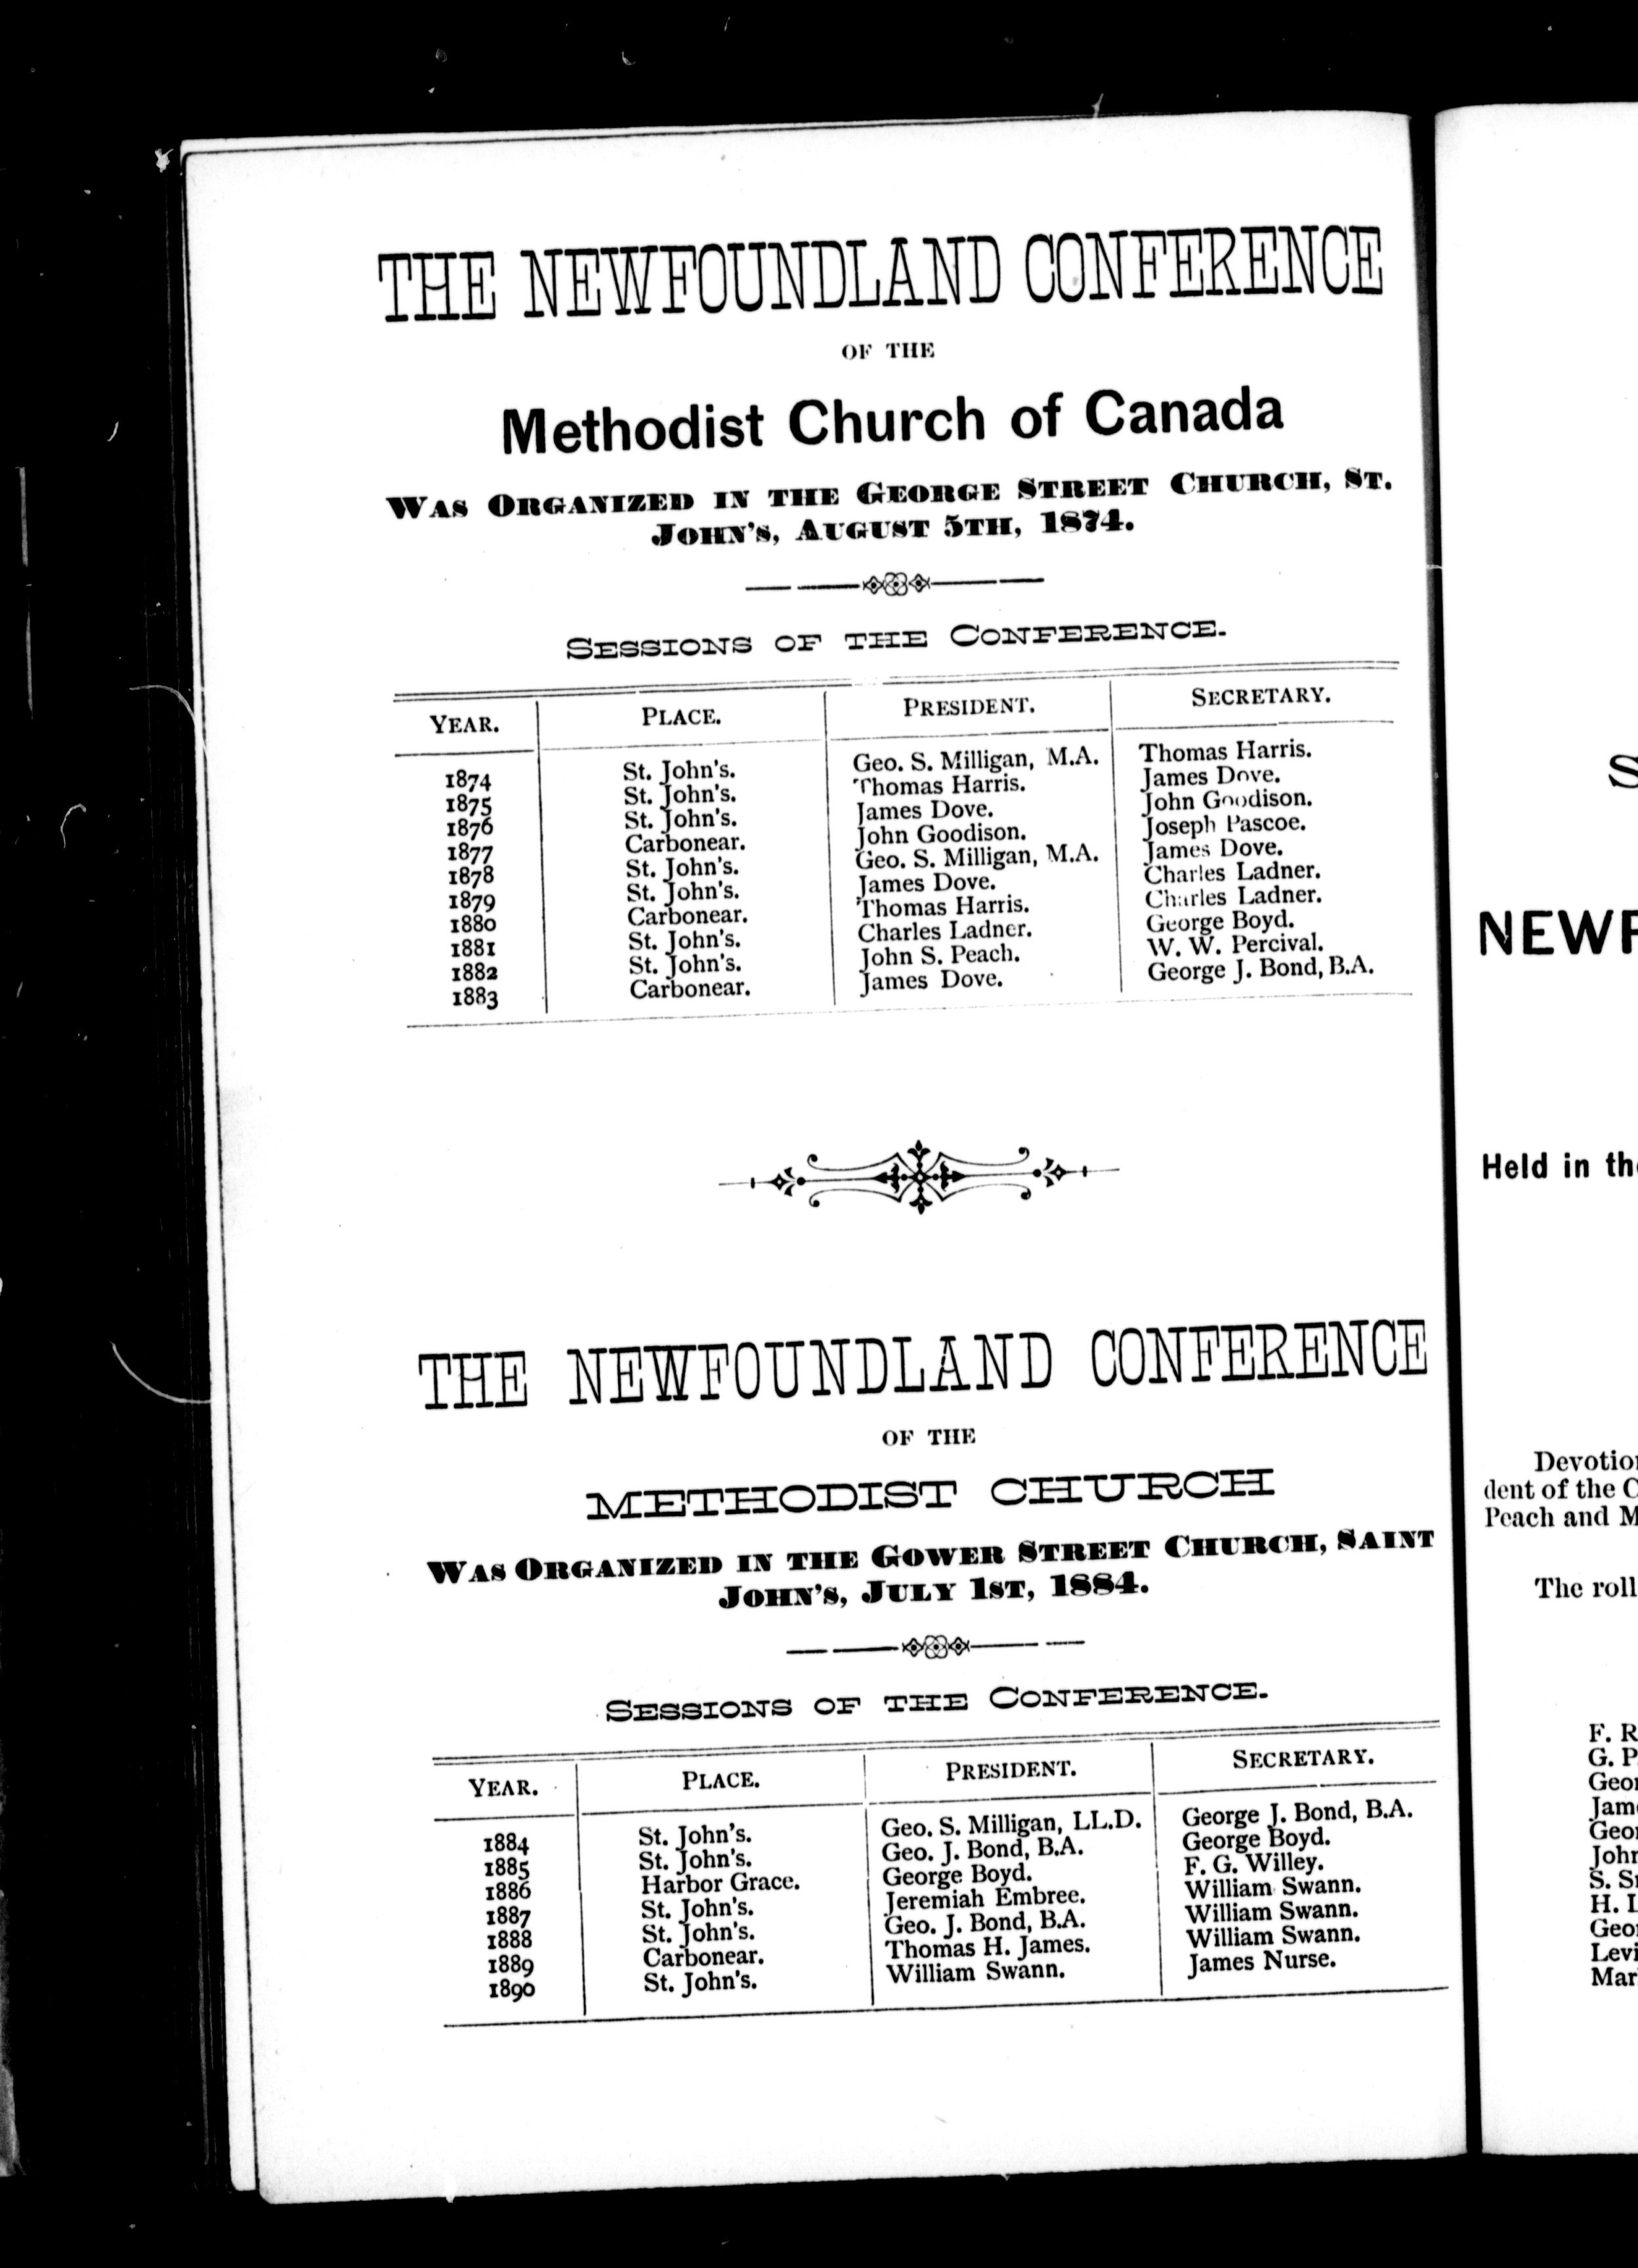 THE NEWFOUNDLAND CONFERENCE
OF THE
Methodist Church of Canada
WAS ORGANIZED IN THE GEORGE STREET CHURCH, ST.
JOHN'S, AUGUST 5TH, 1874.
SESSIONS OF THE CONFERENCE.
YEAR. PLACE. PRESIDENT. SECRETARY.
1874 St. John's. Geo. S. Milligan, M.A. Thomas Harris.
1875 St. John's. Thomas Harris. James Dove.
1876 St. John's. James Dove. John Goodison.
1877 Carbonear. John Goodison. Joseph Pascoe.
1878 St. John's. Geo. S. Milligan, M.A. James Dove.
1879 St. John's. James Dove. Charles Ladner.
1880 Carbonear. Thomas Harris. Charles Ladner.
1881 St. John's. Charles Ladner. George Boyd.
1882 St. John's. John S. Peach. W. W. Percival.
1883 Carbonear. James Dove. George J. Bond, B.A.
THE NEWFOUNDLAND CONFERENCE
OF THE
METHODIST CHURCH
WAS ORGANIZED IN THE GOWER STREET CHURCH, SAINT
JOHN'S, JULY 1ST, 1884.
SESSIONS OF THE CONFERENCE.
YEAR. PLACE. PRESIDENT. SECRETARY.
1884 St. John's. Geo. S. Milligan, LL.D. George J. Bond, B.A.
1885 St. John's. Geo. J. Bond, B.A. George Boyd.
1886 Harbor Grace. George Boyd. F. G. Willey.
1887 St. John's. Jeremiah Embree. William Swann.
1888 St. John's. Geo. J. Bond, B.A. William Swann.
1889 Carbonear. Thomas H. James. William Swann.
1890 St. John's. William Swann. James Nurse.
S
NEWF
Held in the
Devotion
dent of the C
Peach and M
The roll
F. R
G. P
Geor
Jam
Geor
John
S. S
H. L
Geor
Levi
Mar